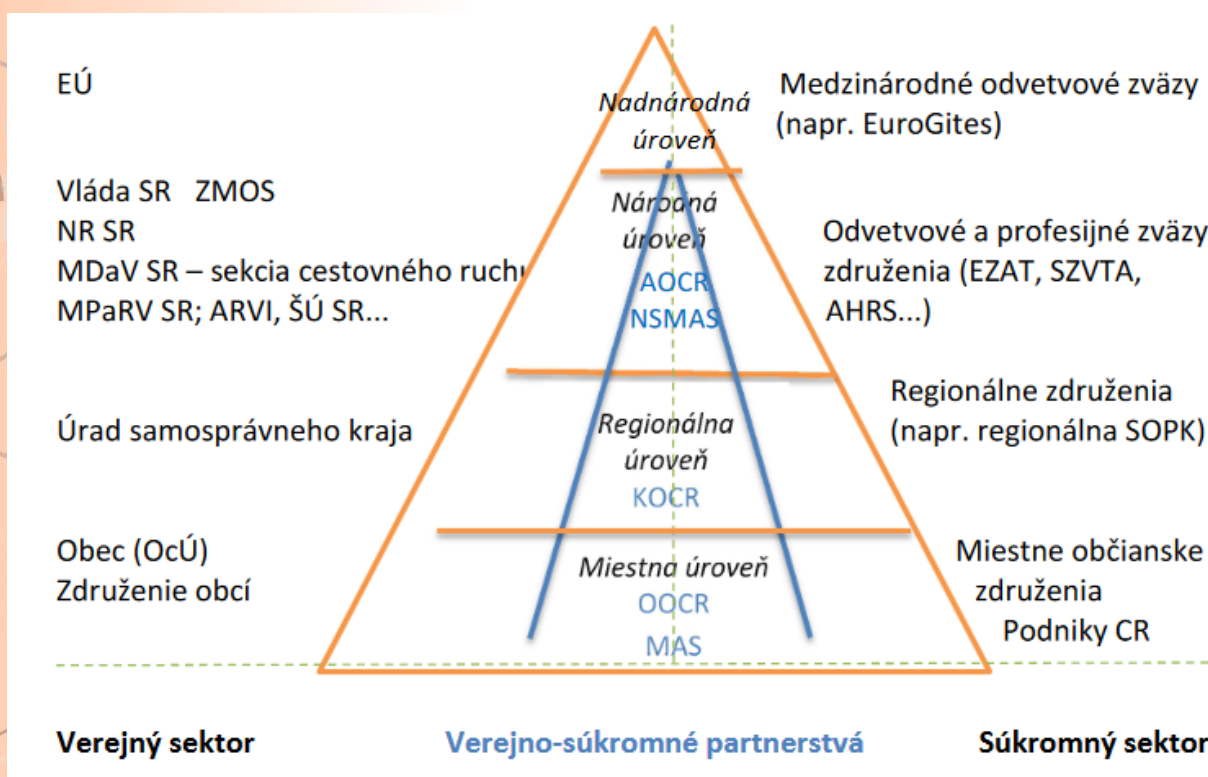 EÚ
Medzinárodné odvetvové zväzy
(napr. EuroGites)
Nadnárodná
úroveň
Vláda SR ZMOS
NR SR
MDaV SR – sekcia cestovného ruchu
MPaRV SR; ARVI, ŠÚ SR...
Národná
úroveň
AOCR
NSMAS
Odvetvové a profesijné zväzy
združenia (EZAT, SZVTA,
AHRS...)
Úrad samosprávneho kraja
Regionálna
úroveň
KOCR
Regionálne združenia
(napr. regionálna SOPK)
Obec (OcÚ)
Združenie obcí
Miestna úroveň
OOCR
MAS
Miestne občianske
združenia
Podniky CR
Verejný sektor
Verejno-súkromné partnerstvá
Súkromný sektor